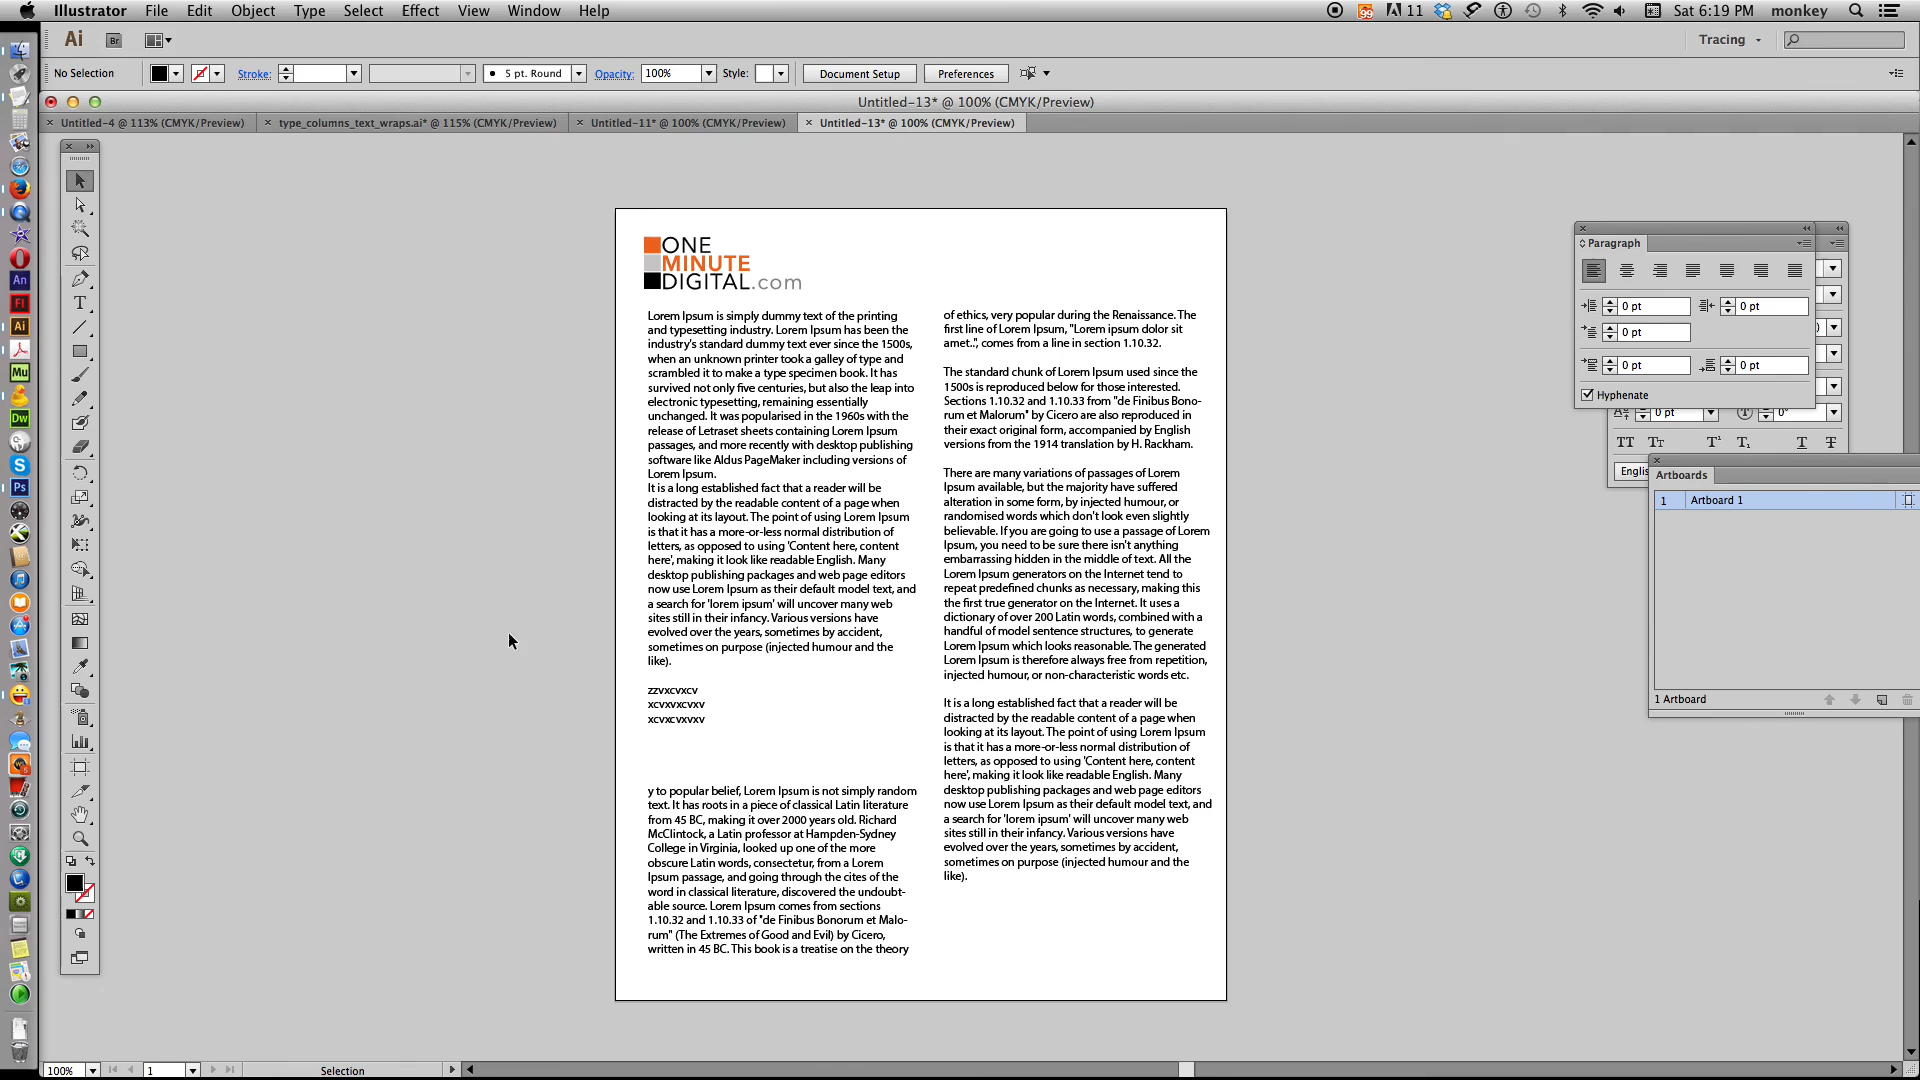 Illustrator File Edit Object Type Select Effect View Window Help
99 11 Sat 6:19 PM monkey
Ai Br Tracing
No Selection Stroke: 5 pt. Round Opacity: 100% Style: Document Setup Preferences
Untitled-13* @ 100% (CMYK/Preview)
Untitled-4 @ 113% (CMYK/Preview) type_columns_text_wraps.ai* @ 115% (CMYK/Preview) Untitled-11* @ 100% (CMYK/Preview) Untitled-13* @ 100% (CMYK/Preview)
An
Fl
Ai
Mu
Dw
Ps
ONE
MINUTE
DIGITAL.com
Lorem Ipsum is simply dummy text of the printing
and typesetting industry. Lorem Ipsum has been the
industry's standard dummy text ever since the 1500s,
when an unknown printer took a galley of type and
scrambled it to make a type specimen book. It has
survived not only five centuries, but also the leap into
electronic typesetting, remaining essentially
unchanged. It was popularised in the 1960s with the
release of Letraset sheets containing Lorem Ipsum
passages, and more recently with desktop publishing
software like Aldus PageMaker including versions of
Lorem Ipsum.
It is a long established fact that a reader will be
distracted by the readable content of a page when
looking at its layout. The point of using Lorem Ipsum
is that it has a more-or-less normal distribution of
letters, as opposed to using 'Content here, content
here', making it look like readable English. Many
desktop publishing packages and web page editors
now use Lorem Ipsum as their default model text, and
a search for 'lorem ipsum' will uncover many web
sites still in their infancy. Various versions have
evolved over the years, sometimes by accident,
sometimes on purpose (injected humour and the
like).
zzvxcvxcv
xcvxvxcvxv
xcvxcvxvxv
y to popular belief, Lorem Ipsum is not simply random
text. It has roots in a piece of classical Latin literature
from 45 BC, making it over 2000 years old. Richard
McClintock, a Latin professor at Hampden-Sydney
College in Virginia, looked up one of the more
obscure Latin words, consectetur, from a Lorem
Ipsum passage, and going through the cites of the
word in classical literature, discovered the undoubt-
able source. Lorem Ipsum comes from sections
1.10.32 and 1.10.33 of "de Finibus Bonorum et Malo-
rum" (The Extremes of Good and Evil) by Cicero,
written in 45 BC. This book is a treatise on the theory
of ethics, very popular during the Renaissance. The
first line of Lorem Ipsum, "Lorem ipsum dolor sit
amet..", comes from a line in section 1.10.32.
The standard chunk of Lorem Ipsum used since the
1500s is reproduced below for those interested.
Sections 1.10.32 and 1.10.33 from "de Finibus Bono-
rum et Malorum" by Cicero are also reproduced in
their exact original form, accompanied by English
versions from the 1914 translation by H. Rackham.
There are many variations of passages of Lorem
Ipsum available, but the majority have suffered
alteration in some form, by injected humour, or
randomised words which don't look even slightly
believable. If you are going to use a passage of Lorem
Ipsum, you need to be sure there isn't anything
embarrassing hidden in the middle of text. All the
Lorem Ipsum generators on the Internet tend to
repeat predefined chunks as necessary, making this
the first true generator on the Internet. It uses a
dictionary of over 200 Latin words, combined with a
handful of model sentence structures, to generate
Lorem Ipsum which looks reasonable. The generated
Lorem Ipsum is therefore always free from repetition,
injected humour, or non-characteristic words etc.
It is a long established fact that a reader will be
distracted by the readable content of a page when
looking at its layout. The point of using Lorem Ipsum
is that it has a more-or-less normal distribution of
letters, as opposed to using 'Content here, content
here', making it look like readable English. Many
desktop publishing packages and web page editors
now use Lorem Ipsum as their default model text, and
a search for 'lorem ipsum' will uncover many web
sites still in their infancy. Various versions have
evolved over the years, sometimes by accident,
sometimes on purpose (injected humour and the
like).
Paragraph
0 pt 0 pt
0 pt
0 pt 0 pt
Hyphenate
0 pt 0°
TT TT T¹ T₁ T T
Englis
Artboards
1 Artboard 1
1 Artboard
100% 1 Selection